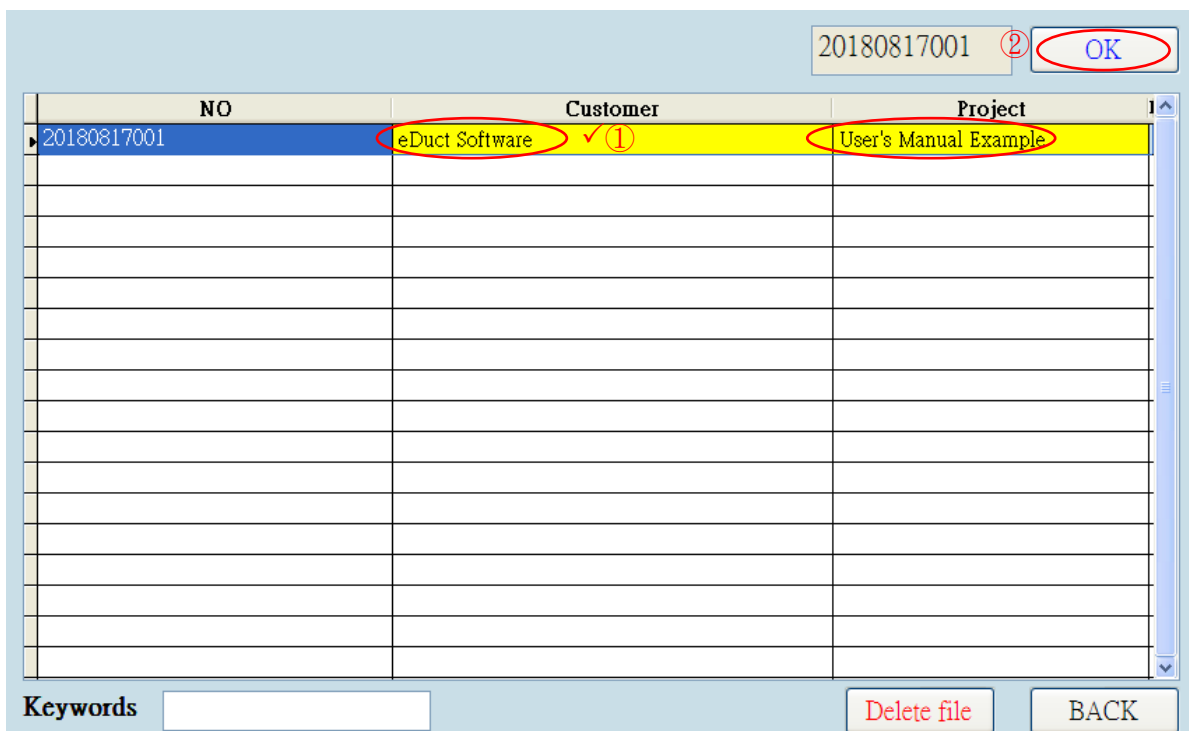 20180817001 ② OK
NO Customer Project
20180817001 eDuct Software ✓① User's Manual Example
Keywords Delete file BACK